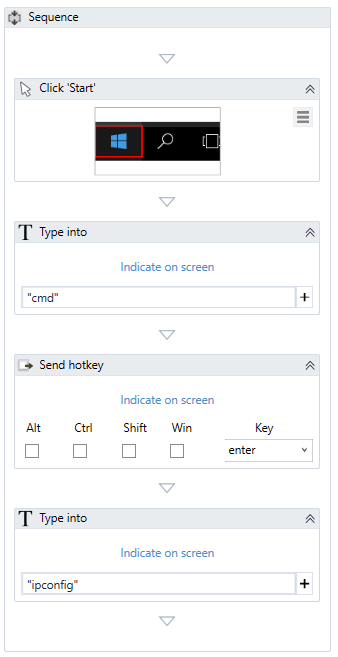 Sequence
Click 'Start'
T Type into
Indicate on screen
"cmd" +
Send hotkey
Indicate on screen
Alt Ctrl Shift Win Key
enter
T Type into
Indicate on screen
"ipconfig" +